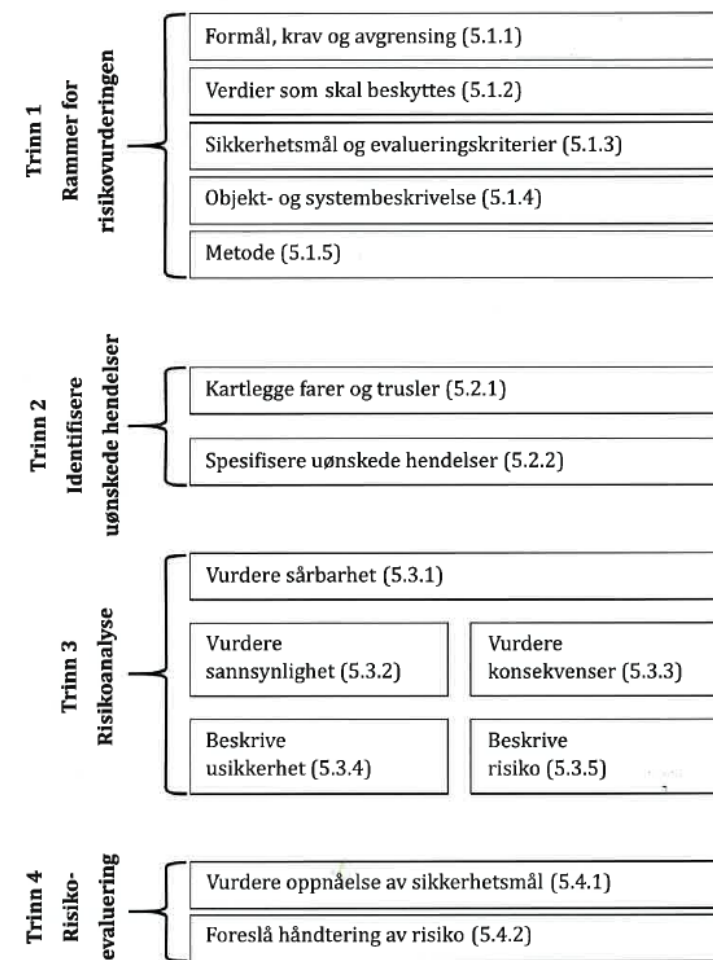 Trinn 1
Rammer for
risikovurderingen
Formål, krav og avgrensing (5.1.1)
Verdier som skal beskyttes (5.1.2)
Sikkerhetsmål og evalueringskriterier (5.1.3)
Objekt- og systembeskrivelse (5.1.4)
Metode (5.1.5)
Trinn 2
Identifisere
uønskede hendelser
Kartlegge farer og trusler (5.2.1)
Spesifisere uønskede hendelser (5.2.2)
Trinn 3
Risikoanalyse
Vurdere sårbarhet (5.3.1)
Vurdere
sannsynlighet (5.3.2)
Vurdere
konsekvenser (5.3.3)
Beskrive
usikkerhet (5.3.4)
Beskrive
risiko (5.3.5)
Trinn 4
Risiko-
evaluering
Vurdere oppnåelse av sikkerhetsmål (5.4.1)
Foreslå håndtering av risiko (5.4.2)